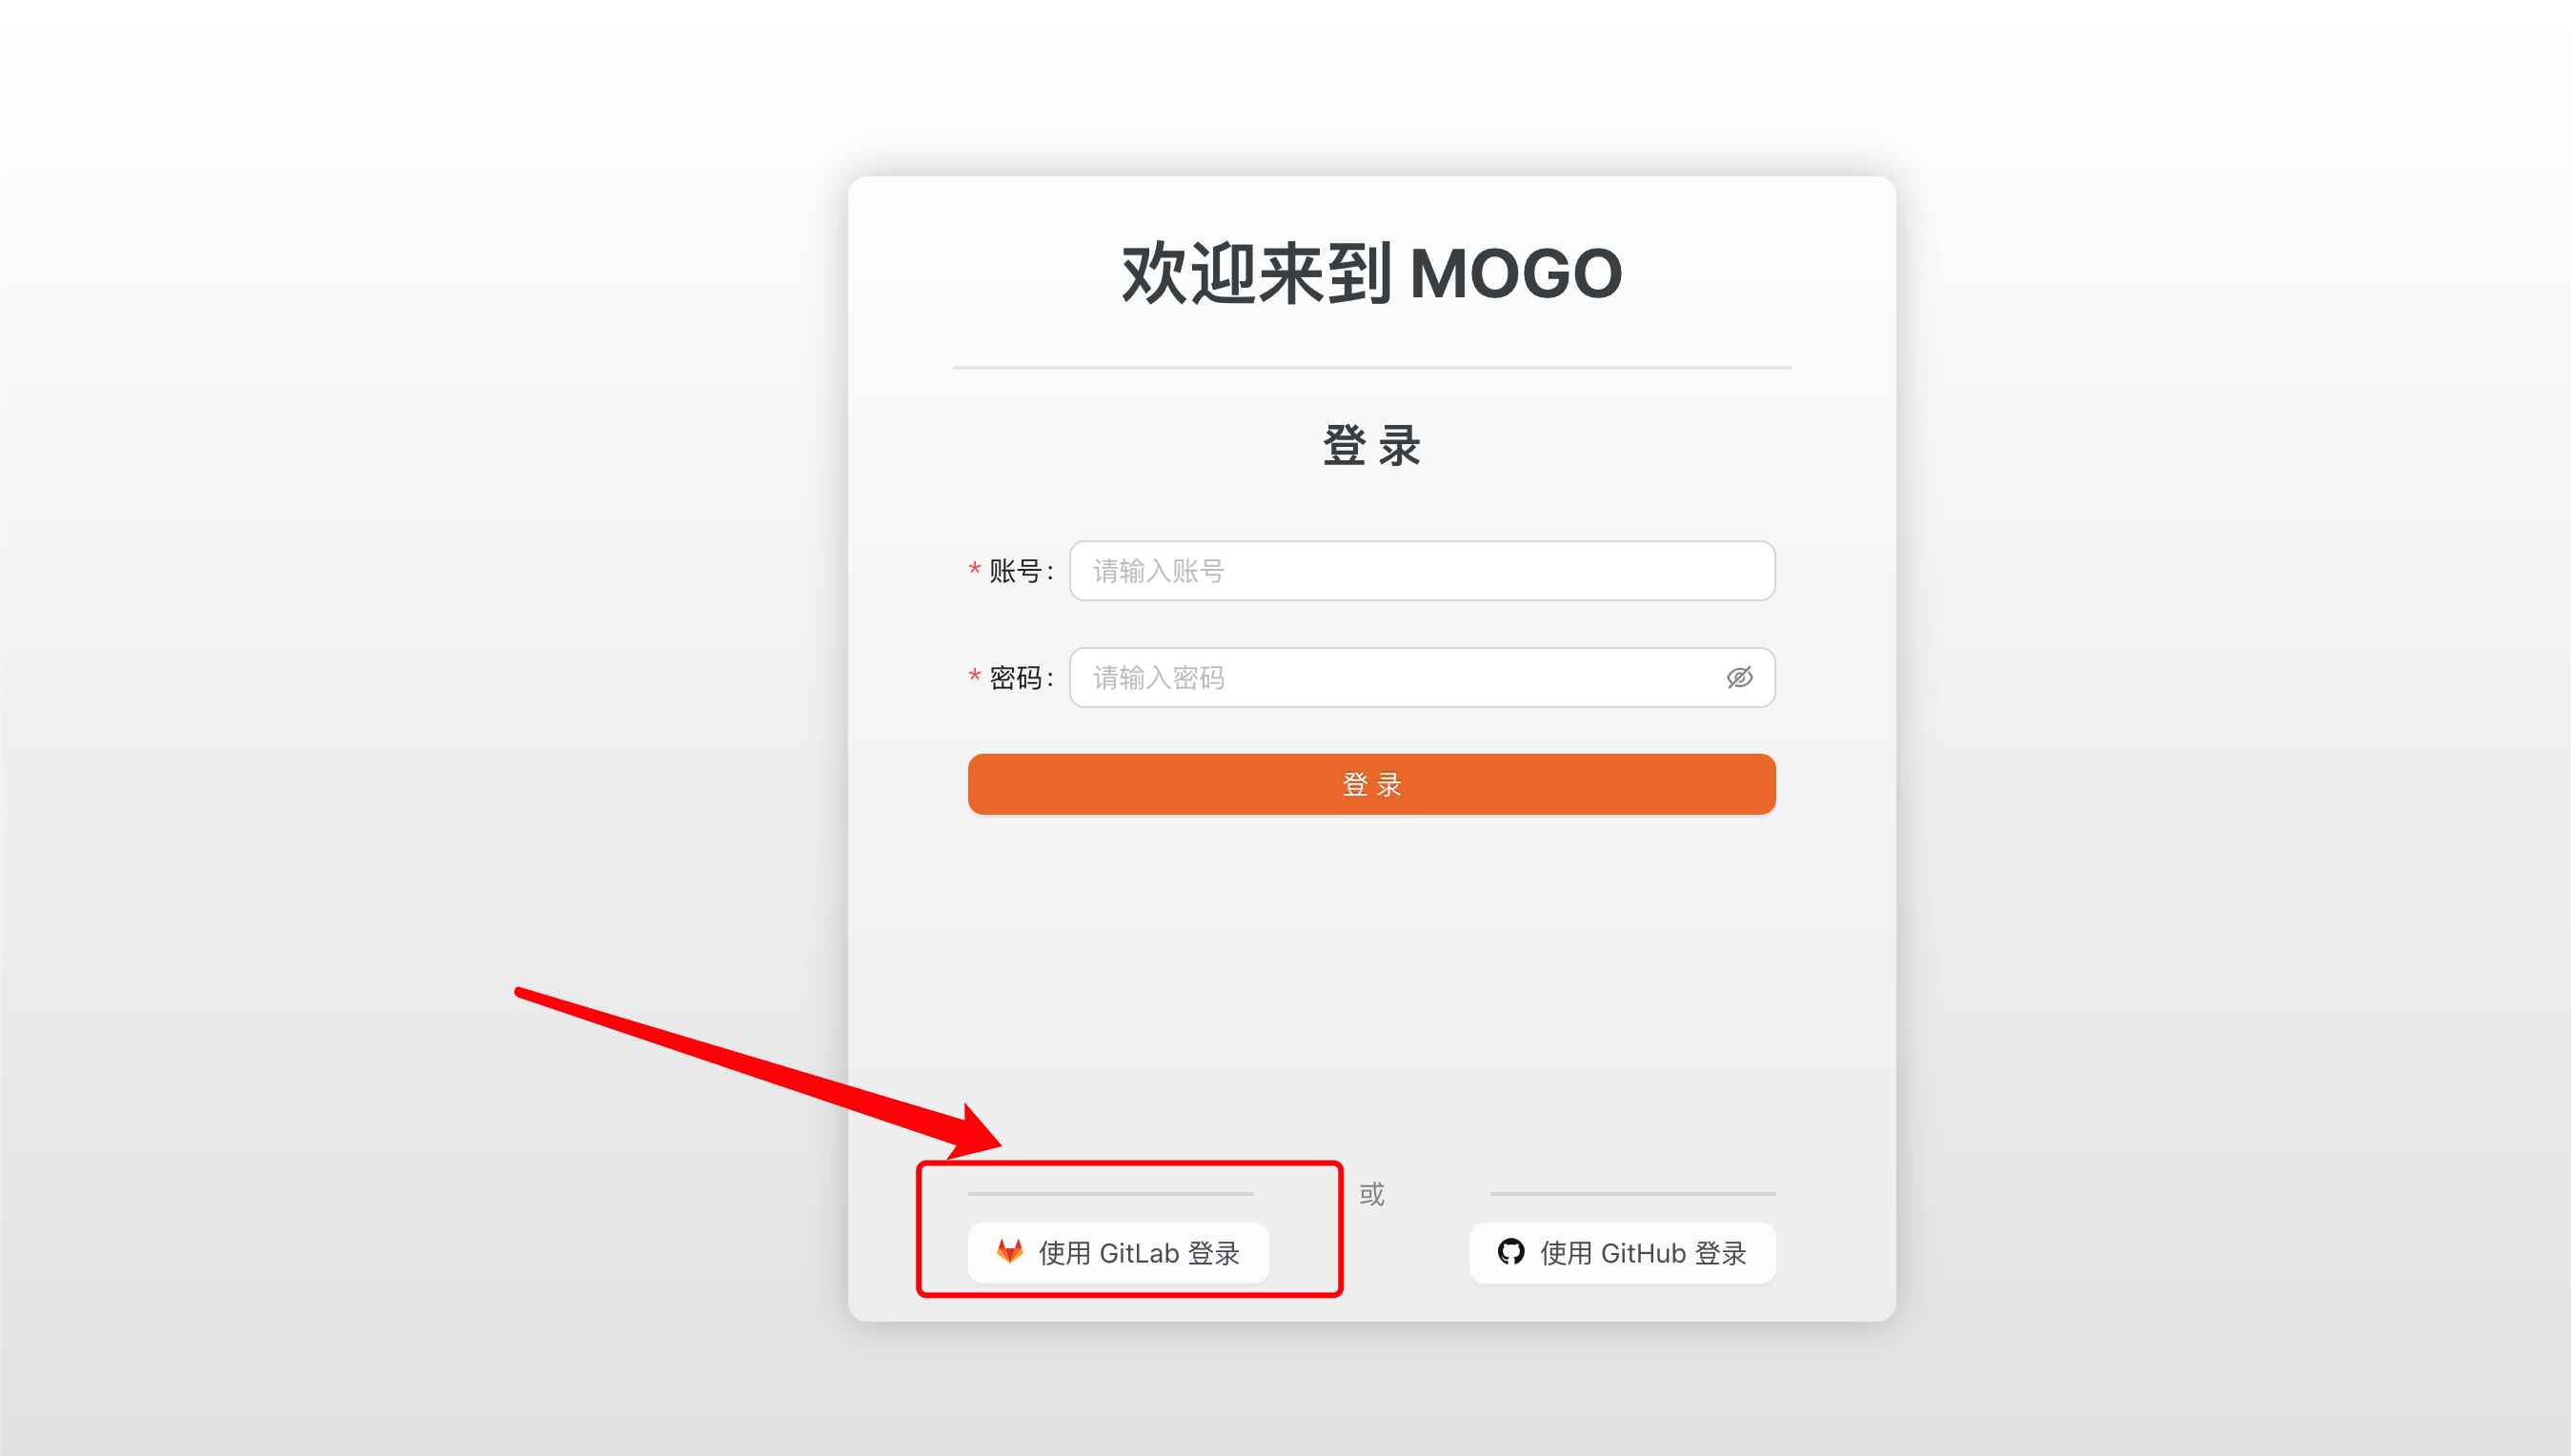 欢迎来到 MOGO
登 录
* 账号 :
请输入账号
* 密码 :
请输入密码
登 录
或
使用 GitLab 登录
使用 GitHub 登录